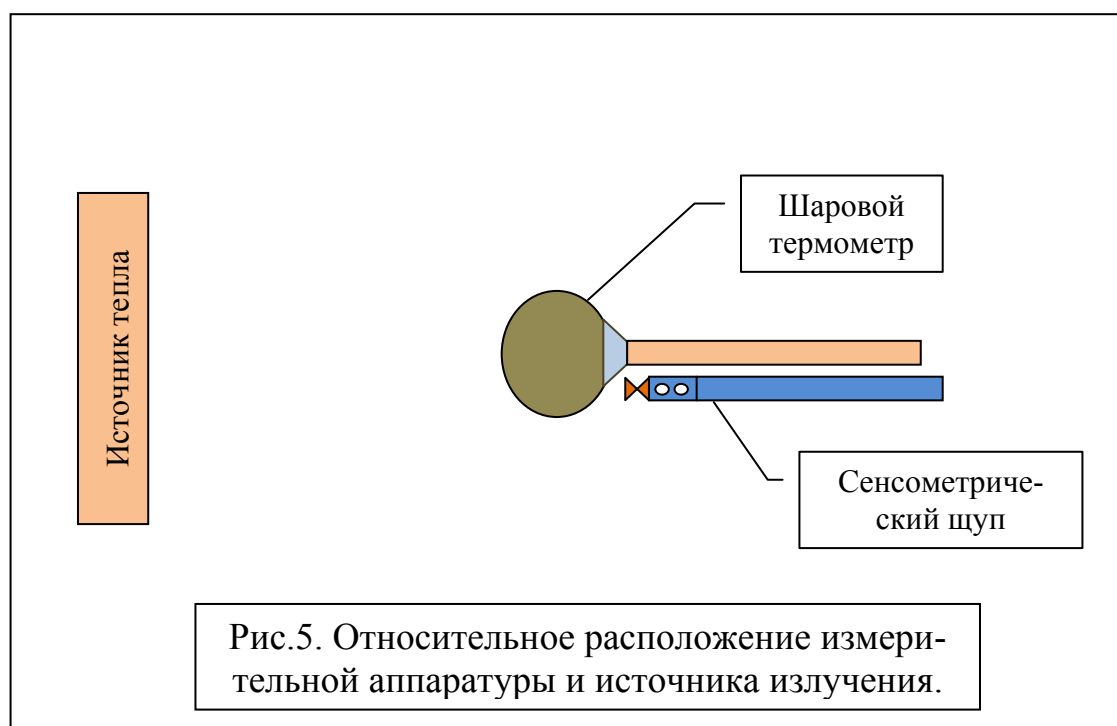 Источник тепла
Шаровой
термометр
Сенсометриче-
ский щуп
Рис.5. Относительное расположение измери-
тельной аппаратуры и источника излучения.